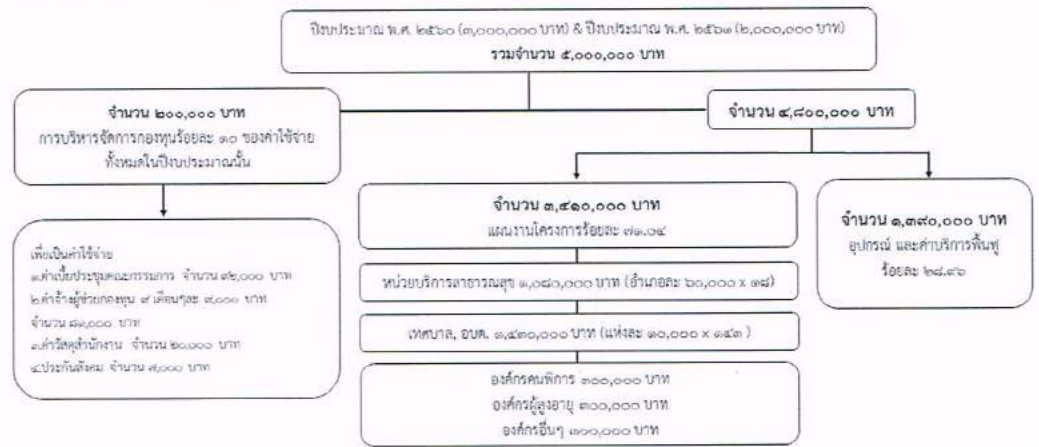 ปีงบประมาณ พ.ศ. ๒๕๖๐ (๓,๐๐๐,๐๐๐ บาท) & ปีงบประมาณ พ.ศ. ๒๕๖๑ (๒,๐๐๐,๐๐๐ บาท)
รวมจำนวน ๕,๐๐๐,๐๐๐ บาท
จำนวน ๒๐๐,๐๐๐ บาท
การบริหารจัดการกองทุนร้อยละ ๑๐ ของค่าใช้จ่าย
ทั้งหมดในปีงบประมาณนั้น
จำนวน ๔,๘๐๐,๐๐๐ บาท
เพื่อเป็นค่าใช้จ่าย
๑.ค่าเบี้ยประชุมคณะกรรมการ จำนวน ๙๒,๐๐๐ บาท
๒.ค่าจ้างผู้ช่วยกองทุน ๙ เดือนๆละ ๙,๐๐๐ บาท
จำนวน ๘๑,๐๐๐ บาท
๓.ค่าวัสดุสำนักงาน จำนวน ๒๐,๐๐๐ บาท
๔.ประกันสังคม จำนวน ๗,๐๐๐ บาท
จำนวน ๓,๔๑๐,๐๐๐ บาท
แผนงานโครงการร้อยละ ๗๑.๐๔
หน่วยบริการสาธารณสุข ๑,๐๘๐,๐๐๐ บาท (อำเภอละ ๖๐,๐๐๐ x ๑๘)
เทศบาล, อบต. ๑,๔๓๐,๐๐๐ บาท (แห่งละ ๑๐,๐๐๐ x ๑๔๓ )
องค์กรคนพิการ ๓๐๐,๐๐๐ บาท
องค์กรผู้สูงอายุ ๓๐๐,๐๐๐ บาท
องค์กรอื่นๆ ๓๐๐,๐๐๐ บาท
จำนวน ๑,๓๙๐,๐๐๐ บาท
อุปกรณ์ และค่าบริการฟื้นฟู
ร้อยละ ๒๘.๙๖